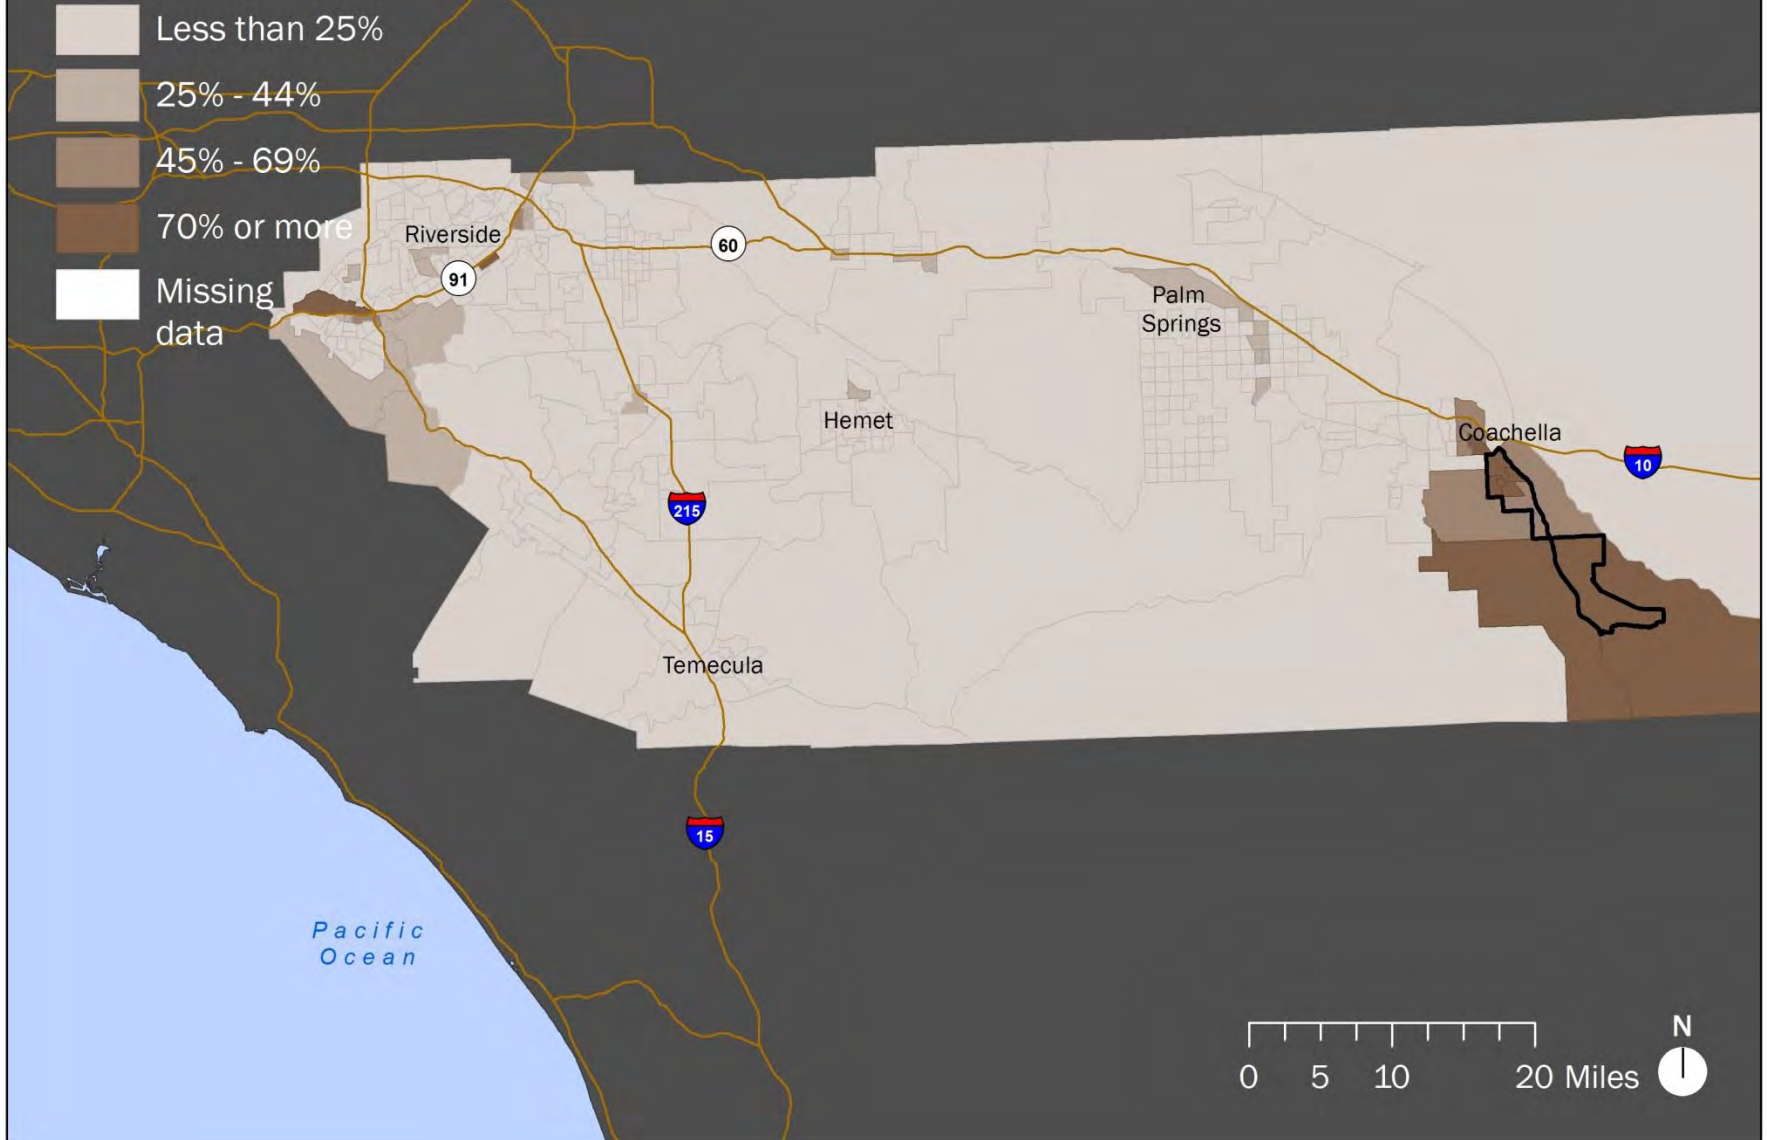 Less than 25%
25% - 44%
45% - 69%
70% or more
Missing
data
Riverside
60
91
Palm
Springs
Hemet
Coachella
10
215
Temecula
15
Pacific
Ocean
N
0 5 10 20 Miles